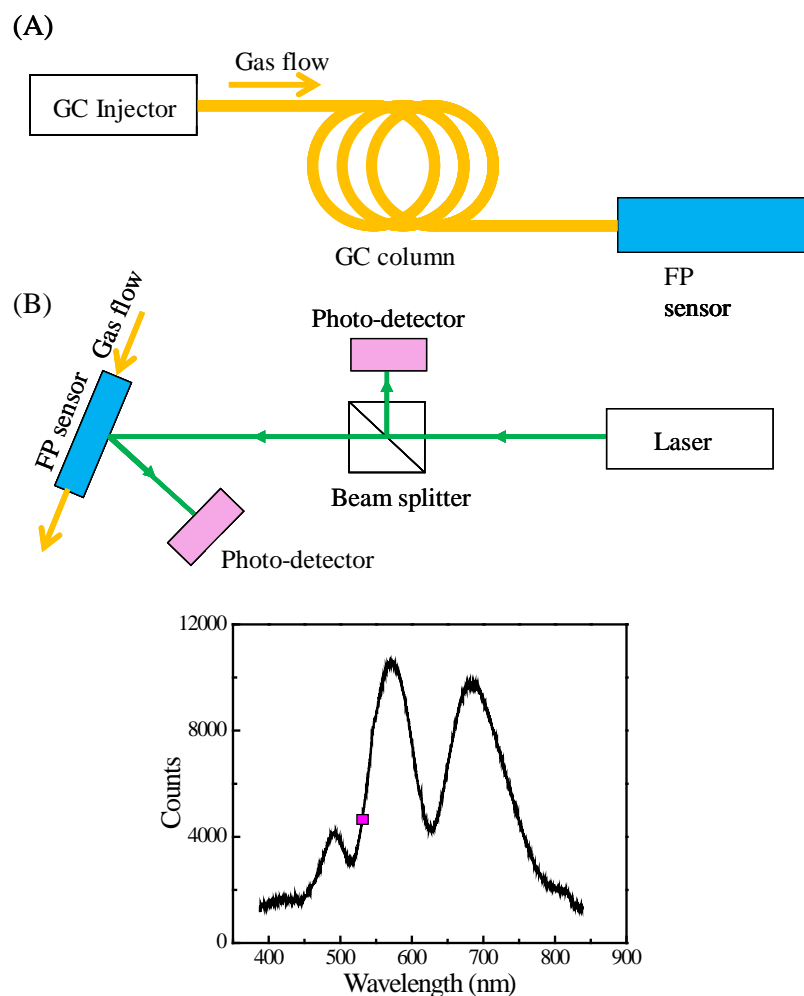 (A)
Gas flow
GC Injector
GC column
FP
sensor
(B)
Gas flow
FP sensor
Photo-detector
Laser
Beam splitter
Photo-detector
12000
8000
4000
0
Counts
400 500 600 700 800 900
Wavelength (nm)